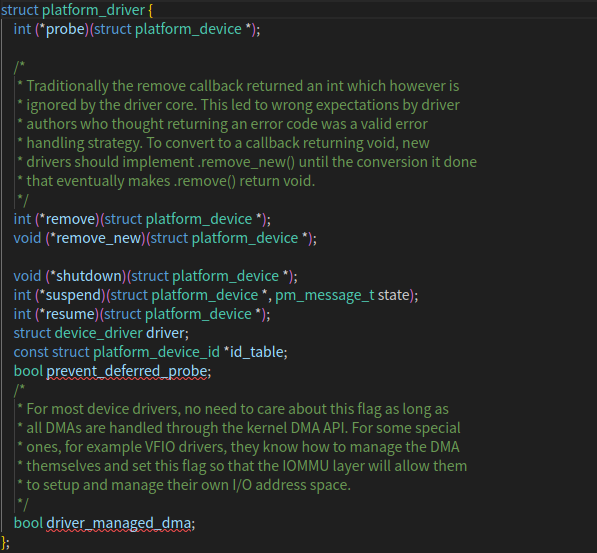 struct platform_driver {
int (*probe)(struct platform_device *);
/*
* Traditionally the remove callback returned an int which however is
* ignored by the driver core. This led to wrong expectations by driver
* authors who thought returning an error code was a valid error
* handling strategy. To convert to a callback returning void, new
* drivers should implement .remove_new() until the conversion it done
* that eventually makes .remove() return void.
*/
int (*remove)(struct platform_device *);
void (*remove_new)(struct platform_device *);
void (*shutdown)(struct platform_device *);
int (*suspend)(struct platform_device *, pm_message_t state);
int (*resume)(struct platform_device *);
struct device_driver driver;
const struct platform_device_id *id_table;
bool prevent_deferred_probe;
/*
* For most device drivers, no need to care about this flag as long as
* all DMAs are handled through the kernel DMA API. For some special
* ones, for example VFIO drivers, they know how to manage the DMA
* themselves and set this flag so that the IOMMU layer will allow them
* to setup and manage their own I/O address space.
*/
bool driver_managed_dma;
};